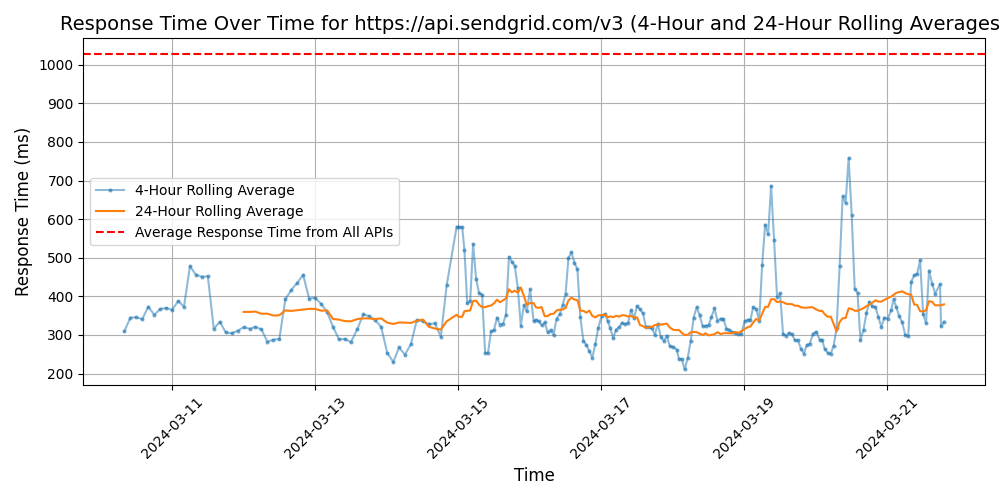 Response Time Over Time for https://api.sendgrid.com/v3 (4-Hour and 24-Hour Rolling Averages
Response Time (ms)
1000
900
800
700
600
500
400
300
200
4-Hour Rolling Average
24-Hour Rolling Average
Average Response Time from All APIs
2024-03-11
2024-03-13
2024-03-15
2024-03-17
2024-03-19
2024-03-21
Time